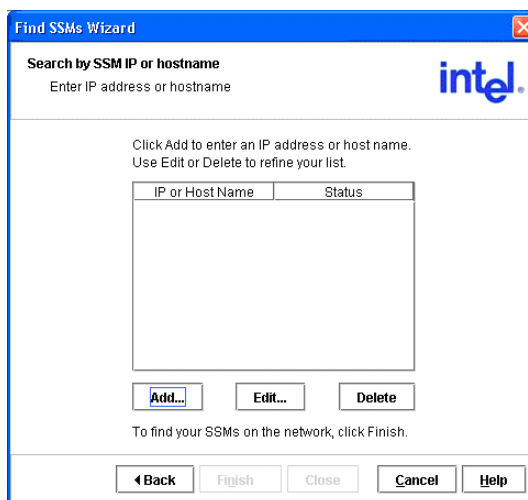 Find SSMs Wizard
Search by SSM IP or hostname
Enter IP address or hostname
intel.
Click Add to enter an IP address or host name.
Use Edit or Delete to refine your list.
IP or Host Name Status
Add... Edit... Delete
To find your SSMs on the network, click Finish.
Back Finish Close Cancel Help